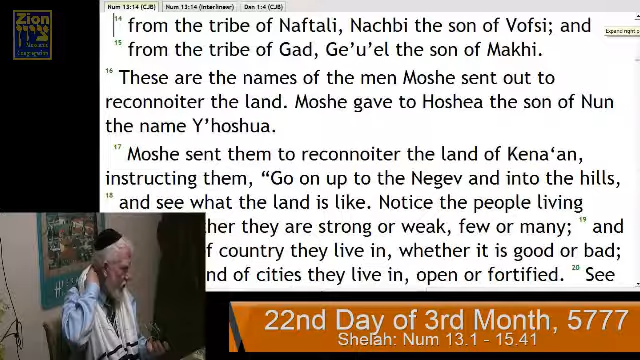 Zion
Messianic
Congregation
Num 13:14 (CJB)
Num 13:14 (Interlinear)
Dan 1:4 (CJB)
14 from the tribe of Naftali, Nachbi the son of Vofsi; and
15 from the tribe of Gad, Ge’u’el the son of Makhi.
16 These are the names of the men Moshe sent out to
reconnoiter the land. Moshe gave to Hoshea the son of Nun
the name Y’hoshua.
17 Moshe sent them to reconnoiter the land of Kena‘an,
instructing them, “Go on up to the Negev and into the hills,
18 and see what the land is like. Notice the people living
her they are strong or weak, few or many; 19 and
f country they live in, whether it is good or bad;
nd of cities they live in, open or fortified. 20 See
Expand right p
22nd Day of 3rd Month, 5777
Shelah: Num 13.1 - 15.41